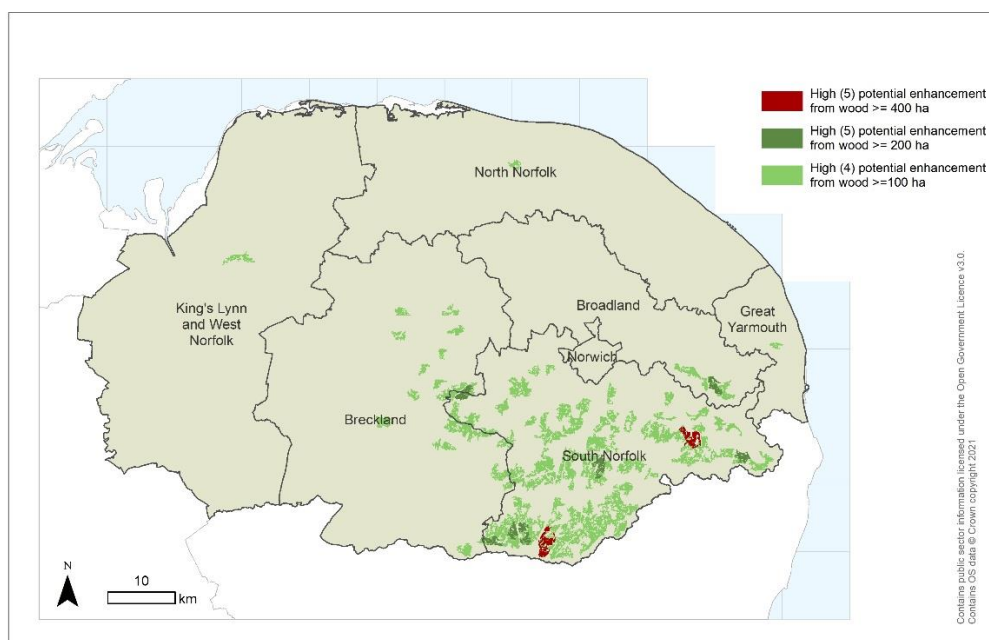 High (5) potential enhancement
from wood >= 400 ha
High (5) potential enhancement
from wood >= 200 ha
High (4) potential enhancement
from wood >=100 ha
North Norfolk
King's Lynn
and West
Norfolk
Broadland
Great
Yarmouth
Norwich
Breckland
South Norfolk
N
10
km
Contains public sector information licensed under the Open Government Licence v3.0.
Contains OS data © Crown copyright 2021